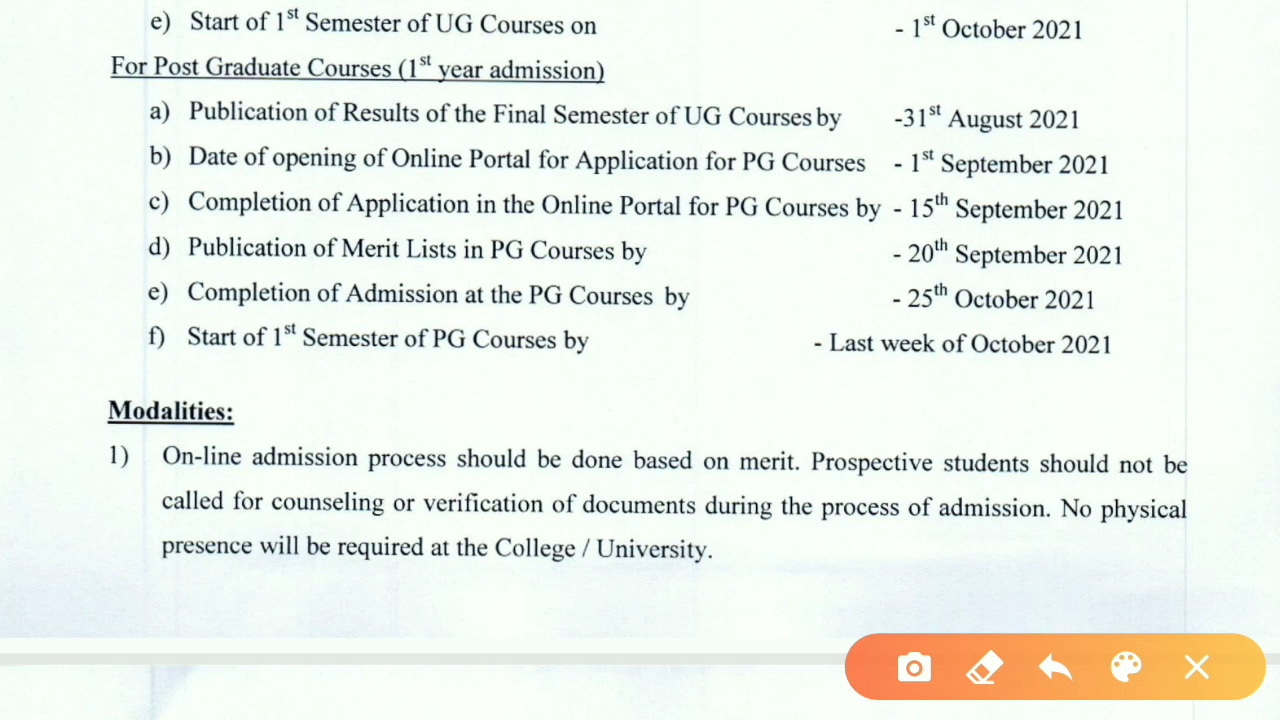 e) Start of 1st Semester of UG Courses on - 1st October 2021
For Post Graduate Courses (1st year admission)
a) Publication of Results of the Final Semester of UG Courses by -31st August 2021
b) Date of opening of Online Portal for Application for PG Courses - 1st September 2021
c) Completion of Application in the Online Portal for PG Courses by - 15th September 2021
d) Publication of Merit Lists in PG Courses by - 20th September 2021
e) Completion of Admission at the PG Courses by - 25th October 2021
f) Start of 1st Semester of PG Courses by - Last week of October 2021
Modalities:
1) On-line admission process should be done based on merit. Prospective students should not be
called for counseling or verification of documents during the process of admission. No physical
presence will be required at the College / University.